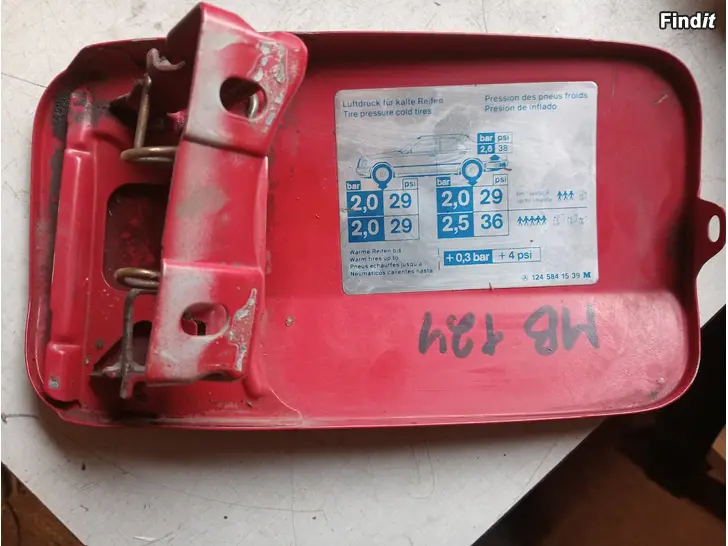 Findit
Luftdruck für kalte Reifen
Tire pressure cold tires
Pression des pneus froids
Presion de inflado
bar psi
2,6 38
bar psi
2,0 29
2,0 29
bar psi
2,0 29
2,5 36
Warme Reifen bis
Warm tires up to
Pneus echauffes jusqu'a
Neumaticos calientes hasta
+0,3 bar +4 psi
124 584 15 39 M
MB 124